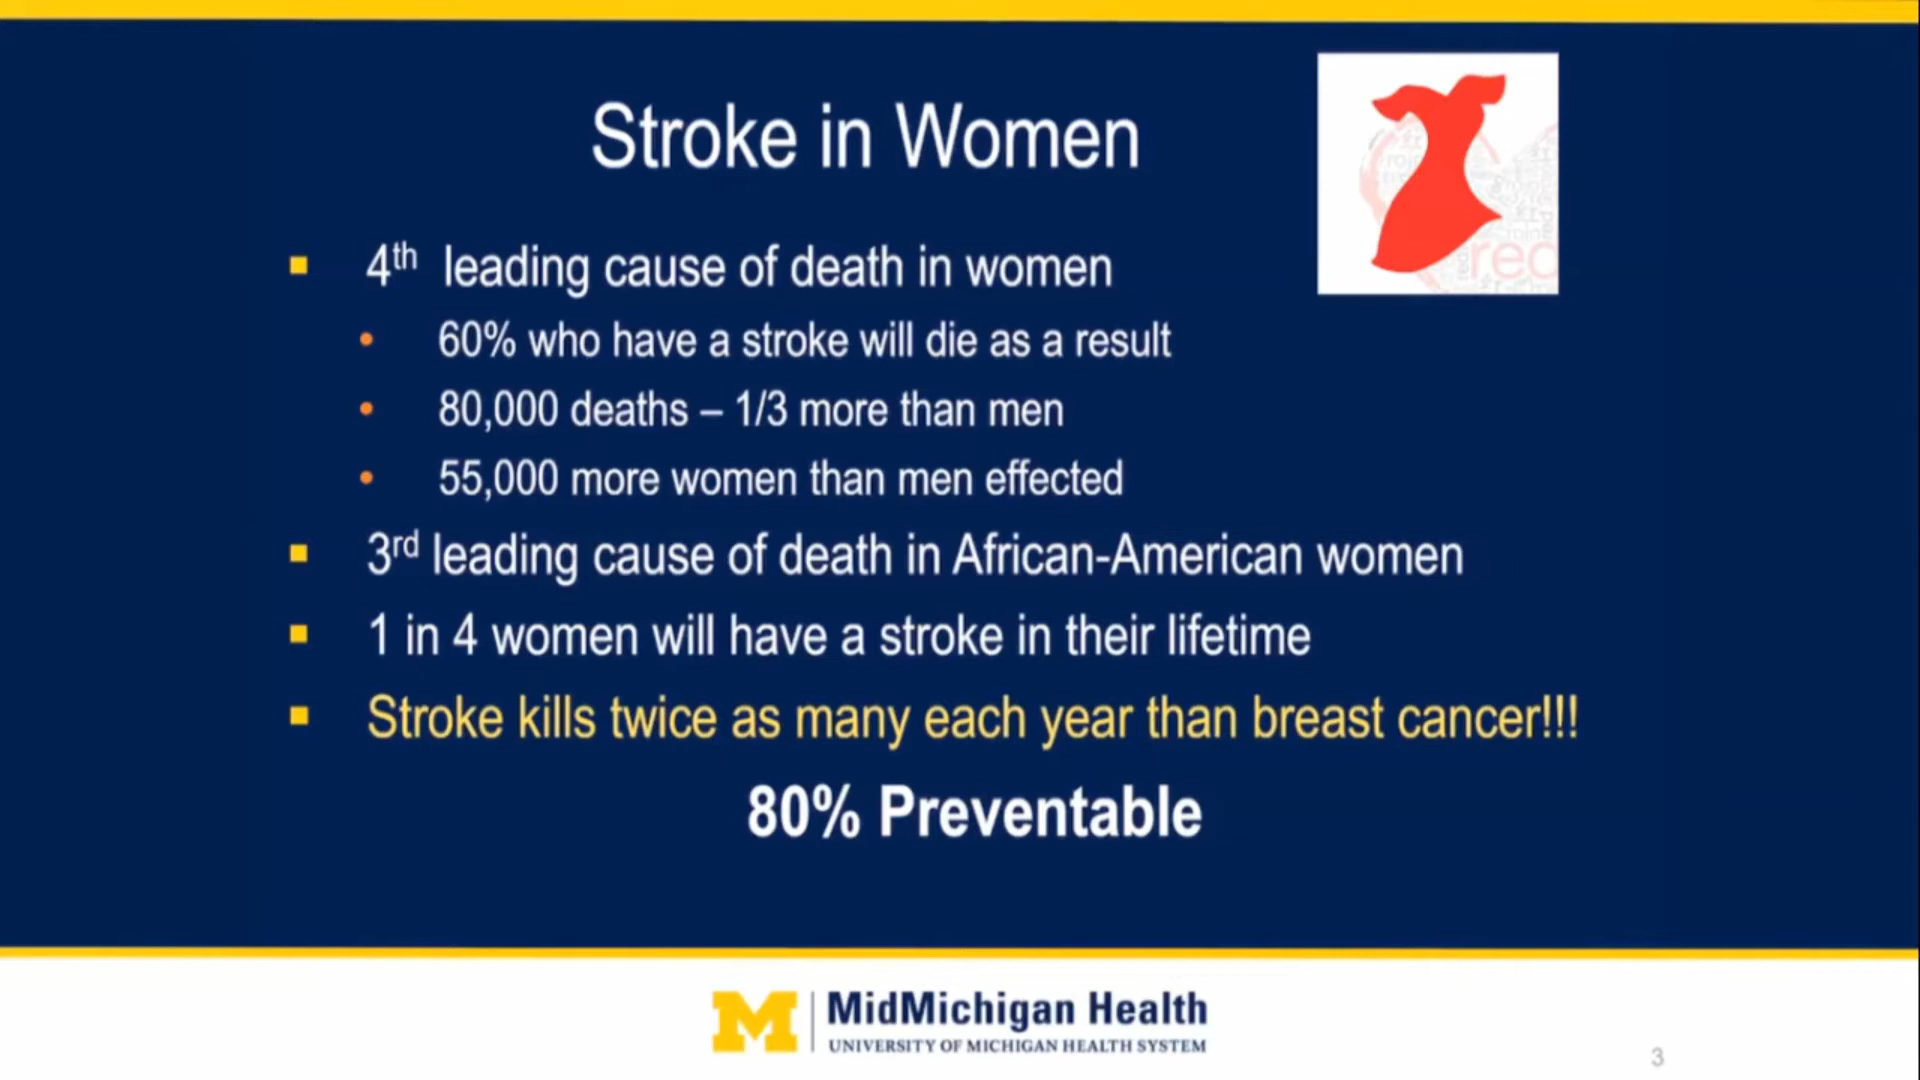 Stroke in Women
4th leading cause of death in women
60% who have a stroke will die as a result
80,000 deaths – 1/3 more than men
55,000 more women than men effected
3rd leading cause of death in African-American women
1 in 4 women will have a stroke in their lifetime
Stroke kills twice as many each year than breast cancer!!!
80% Preventable
red
M MidMichigan Health
UNIVERSITY OF MICHIGAN HEALTH SYSTEM
3